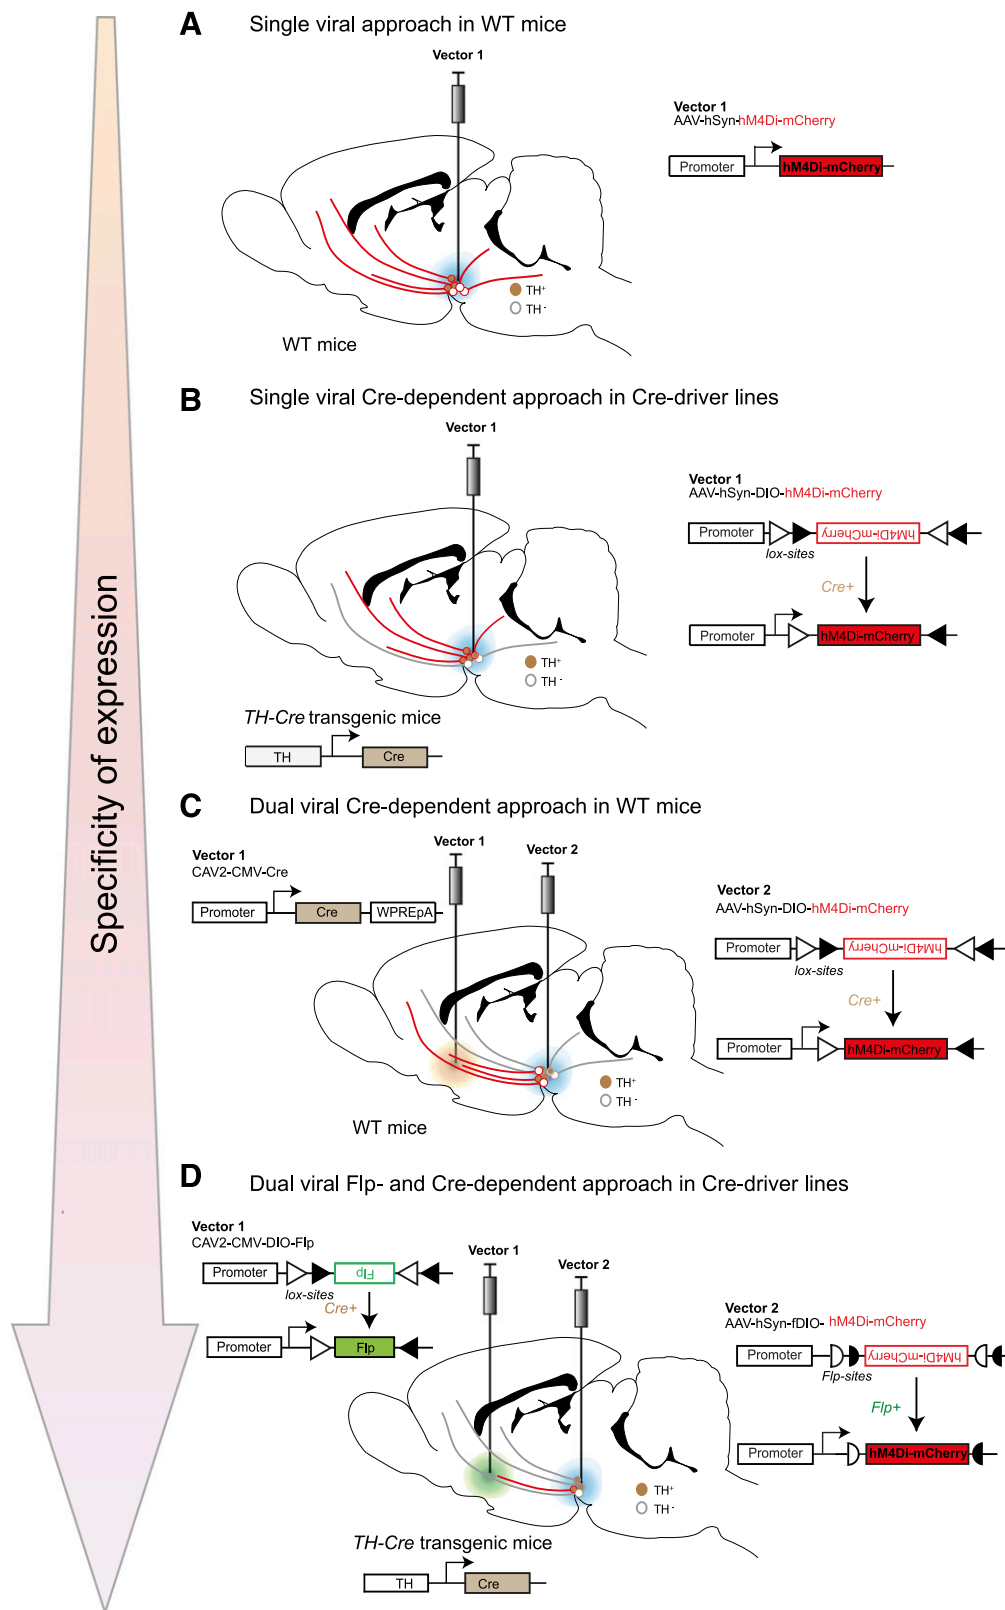 Specificity of expression
A Single viral approach in WT mice
Vector 1
Vector 1
AAV-hSyn-hM4Di-mCherry
Promoter hM4Di-mCherry
TH+
TH-
WT mice
B Single viral Cre-dependent approach in Cre-driver lines
Vector 1
Vector 1
AAV-hSyn-DIO-hM4Di-mCherry
Promoter hM4Di-mCherry
lox-sites
Cre+
Promoter hM4Di-mCherry
TH+
TH-
TH-Cre transgenic mice
TH Cre
C Dual viral Cre-dependent approach in WT mice
Vector 1
CAV2-CMV-Cre
Promoter Cre WPREpA
Vector 1
Vector 2
Vector 2
AAV-hSyn-DIO-hM4Di-mCherry
Promoter hM4Di-mCherry
lox-sites
Cre+
Promoter hM4Di-mCherry
TH+
TH-
WT mice
D Dual viral Flp- and Cre-dependent approach in Cre-driver lines
Vector 1
CAV2-CMV-DIO-Flp
Promoter Flp
lox-sites
Cre+
Promoter Flp
Vector 1
Vector 2
Vector 2
AAV-hSyn-fDIO- hM4Di-mCherry
Promoter hM4Di-mCherry
Flp-sites
Flp+
Promoter hM4Di-mCherry
TH+
TH-
TH-Cre transgenic mice
TH Cre